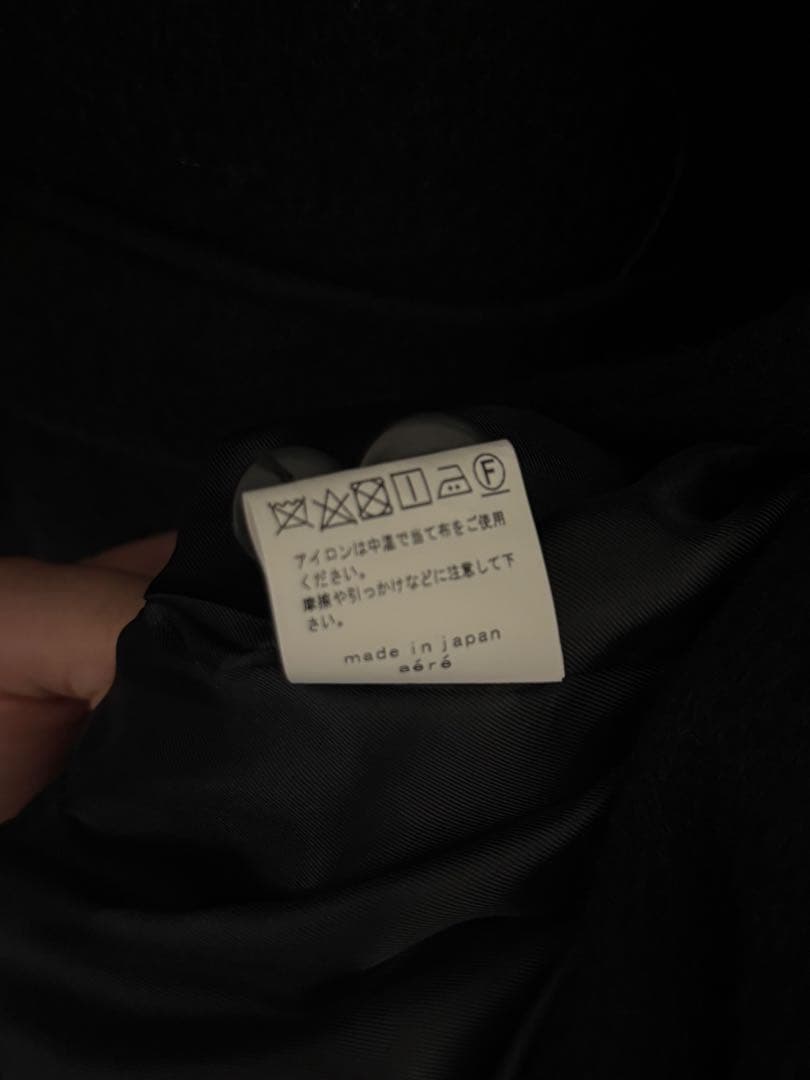 F
アイロンは中温で当て布をご使用
ください。
摩擦や引っかけなどに注意して下
さい。
made in japan
aéré